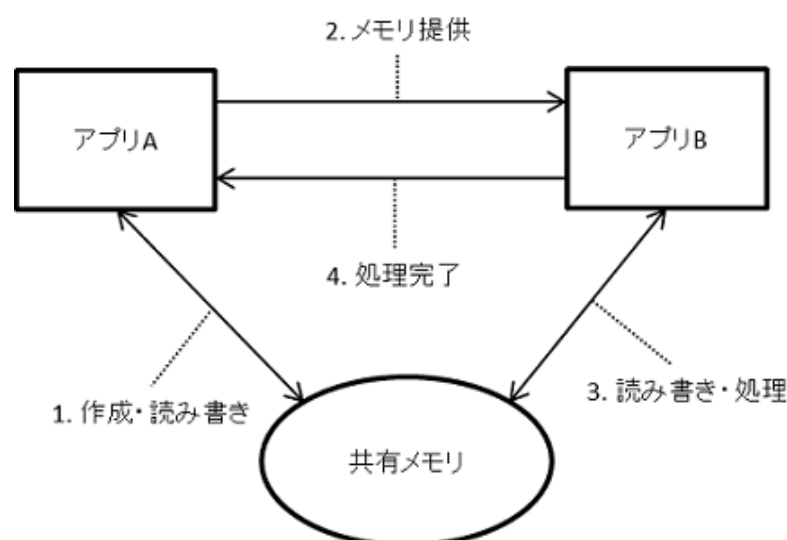 2. メモリ提供
アプリA
アプリB
4. 処理完了
1. 作成・読み書き
3. 読み書き・処理
共有メモリ